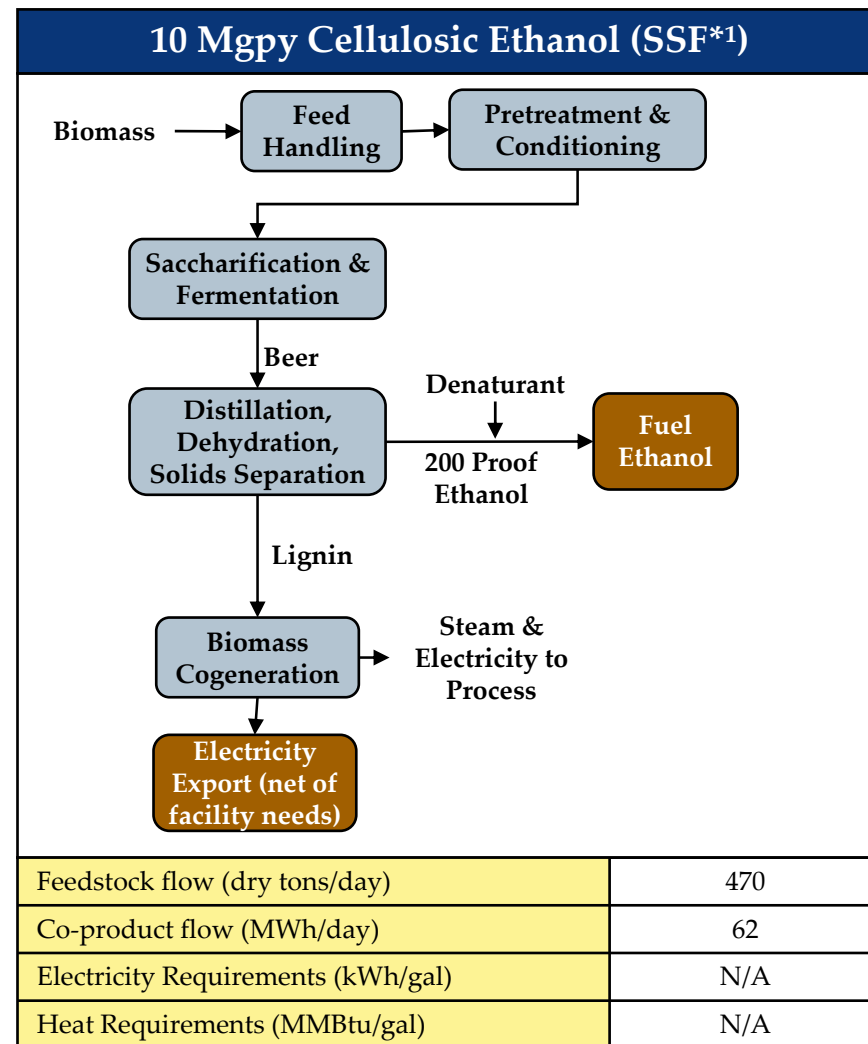 10 Mgpy Cellulosic Ethanol (SSF*1)
Biomass
Feed
Handling
Pretreatment &
Conditioning
Saccharification &
Fermentation
Beer
Distillation,
Dehydration,
Solids Separation
Denaturant
200 Proof
Ethanol
Fuel
Ethanol
Lignin
Biomass
Cogeneration
Steam &
Electricity to
Process
Electricity
Export (net of
facility needs)
Feedstock flow (dry tons/day) 470
Co-product flow (MWh/day) 62
Electricity Requirements (kWh/gal) N/A
Heat Requirements (MMBtu/gal) N/A